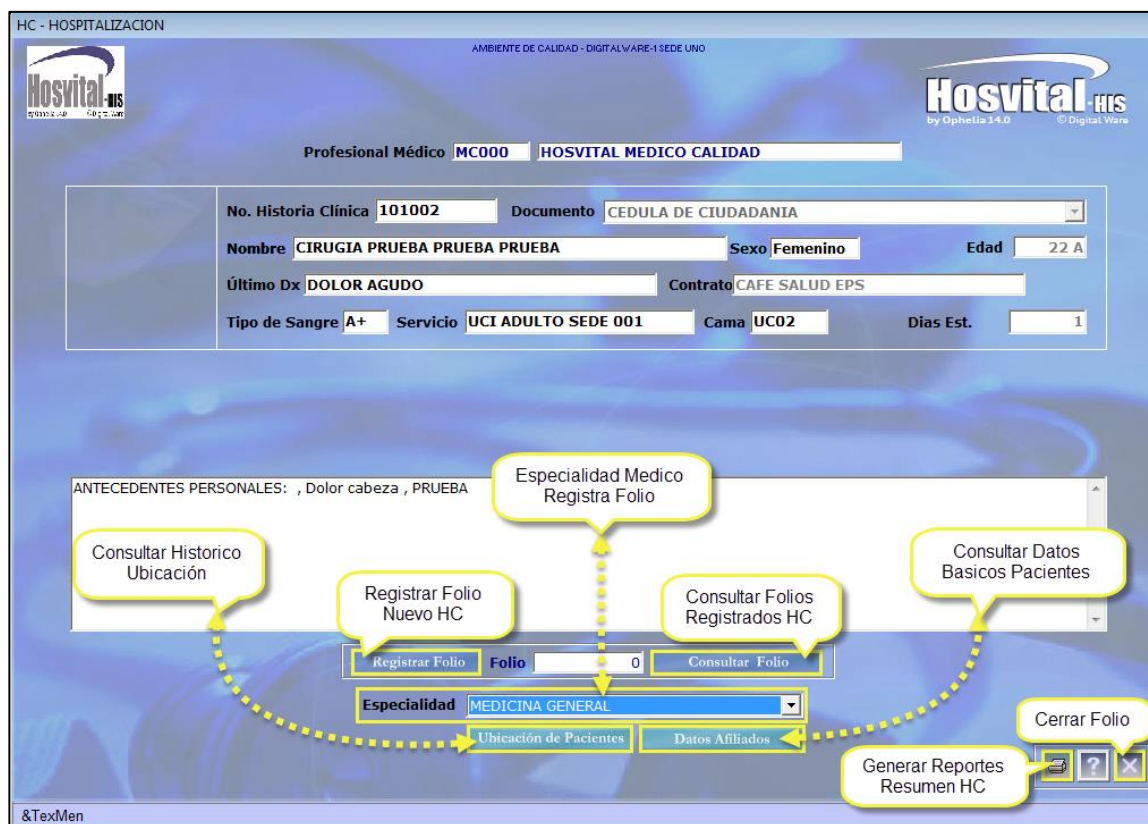 HC - HOSPITALIZACION
AMBIENTE DE CALIDAD - DIGITALWARE-1 SEDE UNO
Hosvital-HIS
Hosvital-HIS
by Ophelia 14.0 © Digital Ware
Profesional Médico MC000 HOSVITAL MEDICO CALIDAD
No. Historia Clínica 101002 Documento CEDULA DE CIUDADANIA
Nombre CIRUGIA PRUEBA PRUEBA PRUEBA Sexo Femenino Edad 22 A
Último Dx DOLOR AGUDO Contrato CAFE SALUD EPS
Tipo de Sangre A+ Servicio UCI ADULTO SEDE 001 Cama UC02 Dias Est. 1
ANTECEDENTES PERSONALES: , Dolor cabeza , PRUEBA
Especialidad Medico
Registra Folio
Consultar Historico
Ubicación
Registrar Folio
Nuevo HC
Consultar Folios
Registrados HC
Consultar Datos
Basicos Pacientes
Registrar Folio Folio 0 Consultar Folio
Especialidad MEDICINA GENERAL
Ubicación de Pacientes Datos Afiliados
Cerrar Folio
Generar Reportes
Resumen HC
?
&TexMen